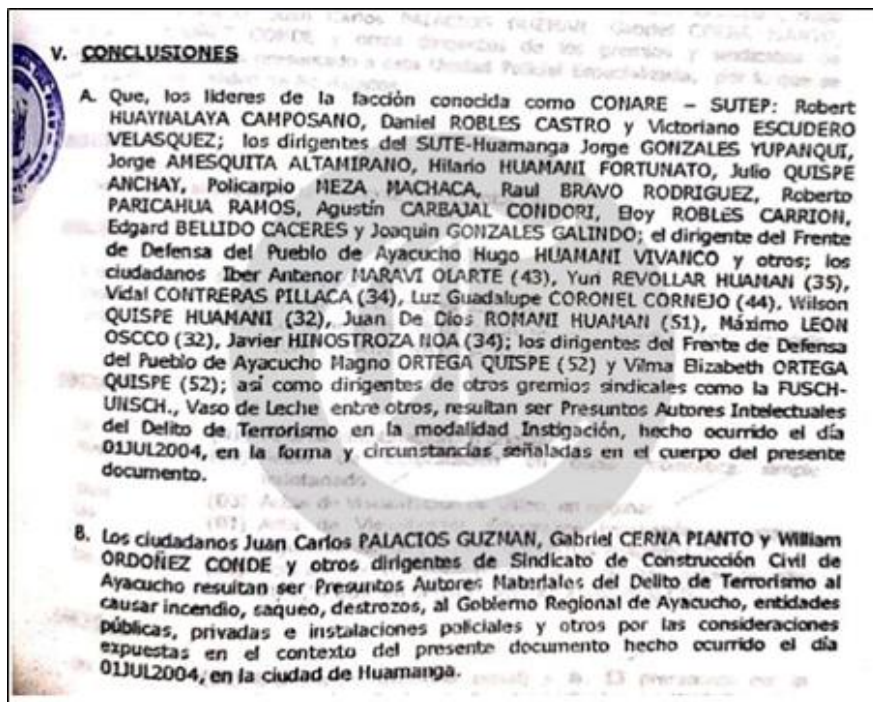 V. CONCLUSIONES
A. Que, los líderes de la facción conocida como CONARE – SUTEP: Robert
HUAYNALAYA CAMPOSANO, Daniel ROBLES CASTRO y Victoriano ESCUDERO
VELASQUEZ; los dirigentes del SUTE-Huamanga Jorge GONZALES YUPANQUI,
Jorge AMESQUITA ALTAMIRANO, Hilario HUAMANI FORTUNATO, Julio QUISPE
ANCHAY, Policarpio MEZA MACHACA, Raul BRAVO RODRIGUEZ, Roberto
PARICAHUA RAMOS, Agustín CARBAJAL CONDORI, Eloy ROBLES CARRION,
Edgard BELLIDO CACERES y Joaquin GONZALES GALINDO; el dirigente del Frente
de Defensa del Pueblo de Ayacucho Hugo HUAMANI VIVANCO y otros; los
ciudadanos Iber Antenor MARAVI OLARTE (43), Yuri REVOLLAR HUAMAN (35),
Vidal CONTRERAS PILLACA (34), Luz Guadalupe CORONEL CORNEJO (44), Wilson
QUISPE HUAMANI (32), Juan De Dios ROMANI HUAMAN (51), Máximo LEON
OSCCO (32), Javier HINOSTROZA NOA (34); los dirigentes del Frente de Defensa
del Pueblo de Ayacucho Magno ORTEGA QUISPE (52) y Vilma Elizabeth ORTEGA
QUISPE (52); así como dirigentes de otros gremios sindicales como la FUSCH-
UNSCH., Vaso de Leche entre otros, resultan ser Presuntos Autores Intelectuales
del Delito de Terrorismo en la modalidad Instigación, hecho ocurrido el día
01JUL2004, en la forma y circunstancias señaladas en el cuerpo del presente
documento.
B. Los ciudadanos Juan Carlos PALACIOS GUZMAN, Gabriel CERNA PIANTO y William
ORDOÑEZ CONDE y otros dirigentes de Sindicato de Construcción Civil de
Ayacucho resultan ser Presuntos Autores Materiales del Delito de Terrorismo al
causar incendio, saqueo, destrozos, al Gobierno Regional de Ayacucho, entidades
públicas, privadas e instalaciones policiales y otros por las consideraciones
expuestas en el contexto del presente documento hecho ocurrido el día
01JUL2004, en la ciudad de Huamanga.